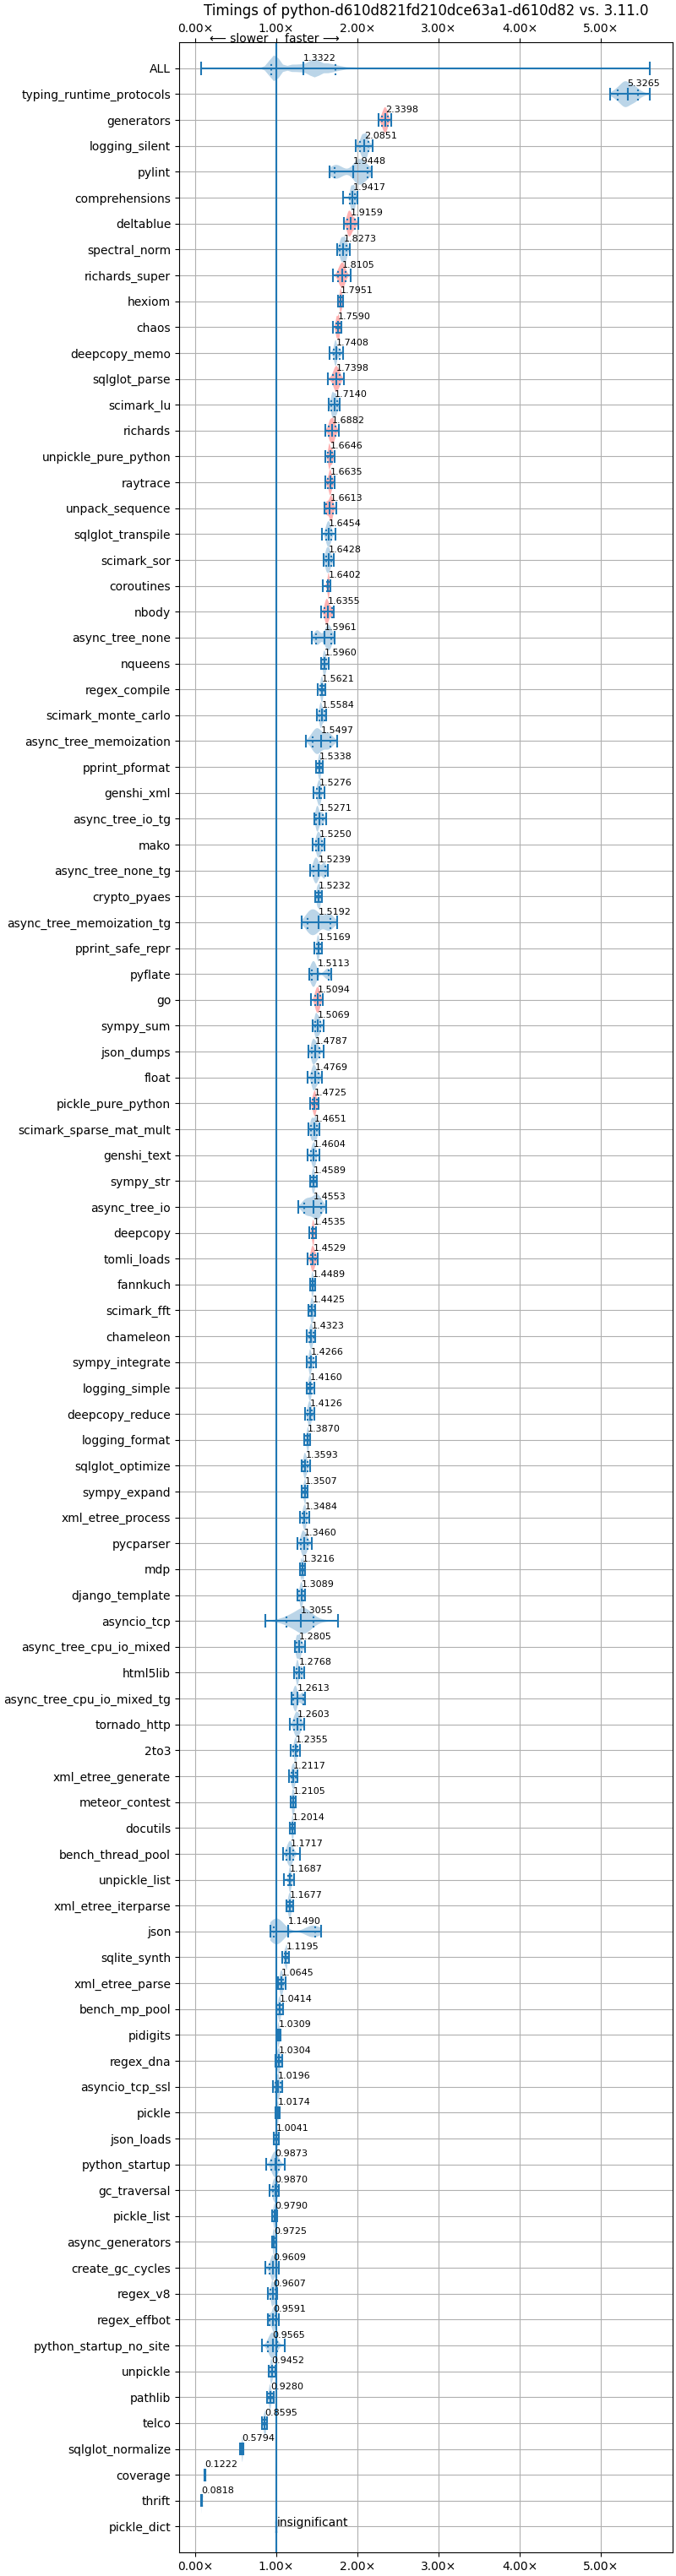 Timings of python-d610d821fd210dce63a1-d610d82 vs. 3.11.0
0.00× 1.00× 2.00× 3.00× 4.00× 5.00×
⟵ slower faster ⟶
ALL 1.3322
typing_runtime_protocols 5.3265
generators 2.3398
logging_silent 2.0851
pylint 1.9448
comprehensions 1.9417
deltablue 1.9159
spectral_norm 1.8273
richards_super 1.8105
hexiom 1.7951
chaos 1.7590
deepcopy_memo 1.7408
sqlglot_parse 1.7398
scimark_lu 1.7140
richards 1.6882
unpickle_pure_python 1.6646
raytrace 1.6635
unpack_sequence 1.6613
sqlglot_transpile 1.6454
scimark_sor 1.6428
coroutines 1.6402
nbody 1.6355
async_tree_none 1.5961
nqueens 1.5960
regex_compile 1.5621
scimark_monte_carlo 1.5584
async_tree_memoization 1.5497
pprint_pformat 1.5338
genshi_xml 1.5276
async_tree_io_tg 1.5271
mako 1.5250
async_tree_none_tg 1.5239
crypto_pyaes 1.5232
async_tree_memoization_tg 1.5192
pprint_safe_repr 1.5169
pyflate 1.5113
go 1.5094
sympy_sum 1.5069
json_dumps 1.4787
float 1.4769
pickle_pure_python 1.4725
scimark_sparse_mat_mult 1.4651
genshi_text 1.4604
sympy_str 1.4589
async_tree_io 1.4553
deepcopy 1.4535
tomli_loads 1.4529
fannkuch 1.4489
scimark_fft 1.4425
chameleon 1.4323
sympy_integrate 1.4266
logging_simple 1.4160
deepcopy_reduce 1.4126
logging_format 1.3870
sqlglot_optimize 1.3593
sympy_expand 1.3507
xml_etree_process 1.3484
pycparser 1.3460
mdp 1.3216
django_template 1.3089
asyncio_tcp 1.3055
async_tree_cpu_io_mixed 1.2805
html5lib 1.2768
async_tree_cpu_io_mixed_tg 1.2613
tornado_http 1.2603
2to3 1.2355
xml_etree_generate 1.2117
meteor_contest 1.2105
docutils 1.2014
bench_thread_pool 1.1717
unpickle_list 1.1687
xml_etree_iterparse 1.1677
json 1.1490
sqlite_synth 1.1195
xml_etree_parse 1.0645
bench_mp_pool 1.0414
pidigits 1.0309
regex_dna 1.0304
asyncio_tcp_ssl 1.0196
pickle 1.0174
json_loads 1.0041
python_startup 0.9873
gc_traversal 0.9870
pickle_list 0.9790
async_generators 0.9725
create_gc_cycles 0.9609
regex_v8 0.9607
regex_effbot 0.9591
python_startup_no_site 0.9565
unpickle 0.9452
pathlib 0.9280
telco 0.8595
sqlglot_normalize 0.5794
coverage 0.1222
thrift 0.0818
pickle_dict insignificant
0.00× 1.00× 2.00× 3.00× 4.00× 5.00×